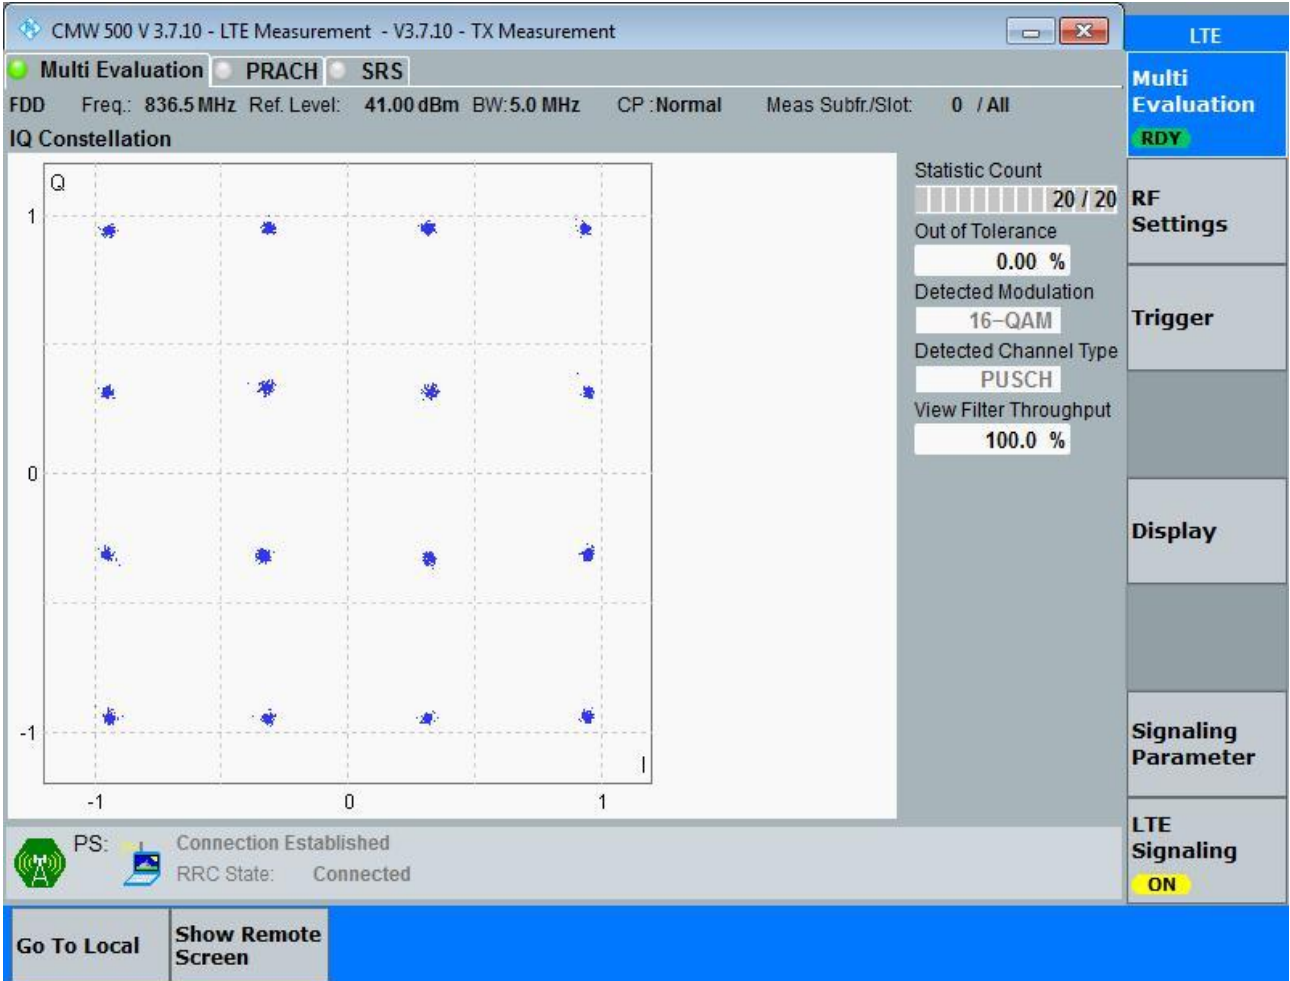 CMW 500 V 3.7.10 - LTE Measurement - V3.7.10 - TX Measurement
LTE
Multi Evaluation PRACH SRS
FDD Freq.: 836.5 MHz Ref. Level: 41.00 dBm BW: 5.0 MHz CP : Normal Meas Subfr./Slot: 0 / All
IQ Constellation
Q
1
0
-1
-1 0 1
I
Statistic Count
20 / 20
Out of Tolerance
0.00 %
Detected Modulation
16-QAM
Detected Channel Type
PUSCH
View Filter Throughput
100.0 %
Multi
Evaluation
RDY
RF
Settings
Trigger
Display
Signaling
Parameter
LTE
Signaling
ON
PS: Connection Established
RRC State: Connected
Go To Local
Show Remote
Screen